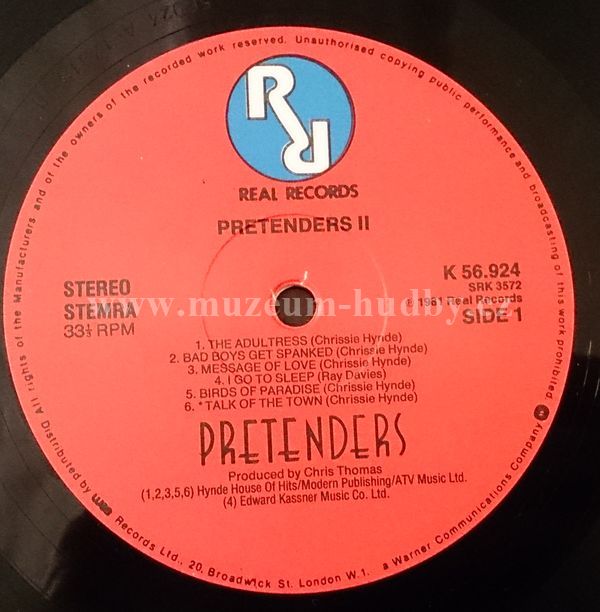 All rights of the Manufacturers and of the owners of the recorded work reserved. Unauthorised copying public performance and broadcasting of this work prohibited.
RR
REAL RECORDS
PRETENDERS II
STEREO
STEMRA
33⅓ RPM
K 56.924
SRK 3572
℗ 1981 Real Records
SIDE 1
www.muzeum-hudby.cz
1. THE ADULTRESS (Chrissie Hynde)
2. BAD BOYS GET SPANKED (Chrissie Hynde)
3. MESSAGE OF LOVE (Chrissie Hynde)
4. I GO TO SLEEP (Ray Davies)
5. BIRDS OF PARADISE (Chrissie Hynde)
6. *TALK OF THE TOWN (Chrissie Hynde)
PRETENDERS
Produced by Chris Thomas
(1,2,3,5,6) Hynde House Of Hits/Modern Publishing/ATV Music Ltd.
(4) Edward Kassner Music Co. Ltd.
Distributed by wea Records Ltd., 20, Broadwick St. London W.1. a Warner Communications Company